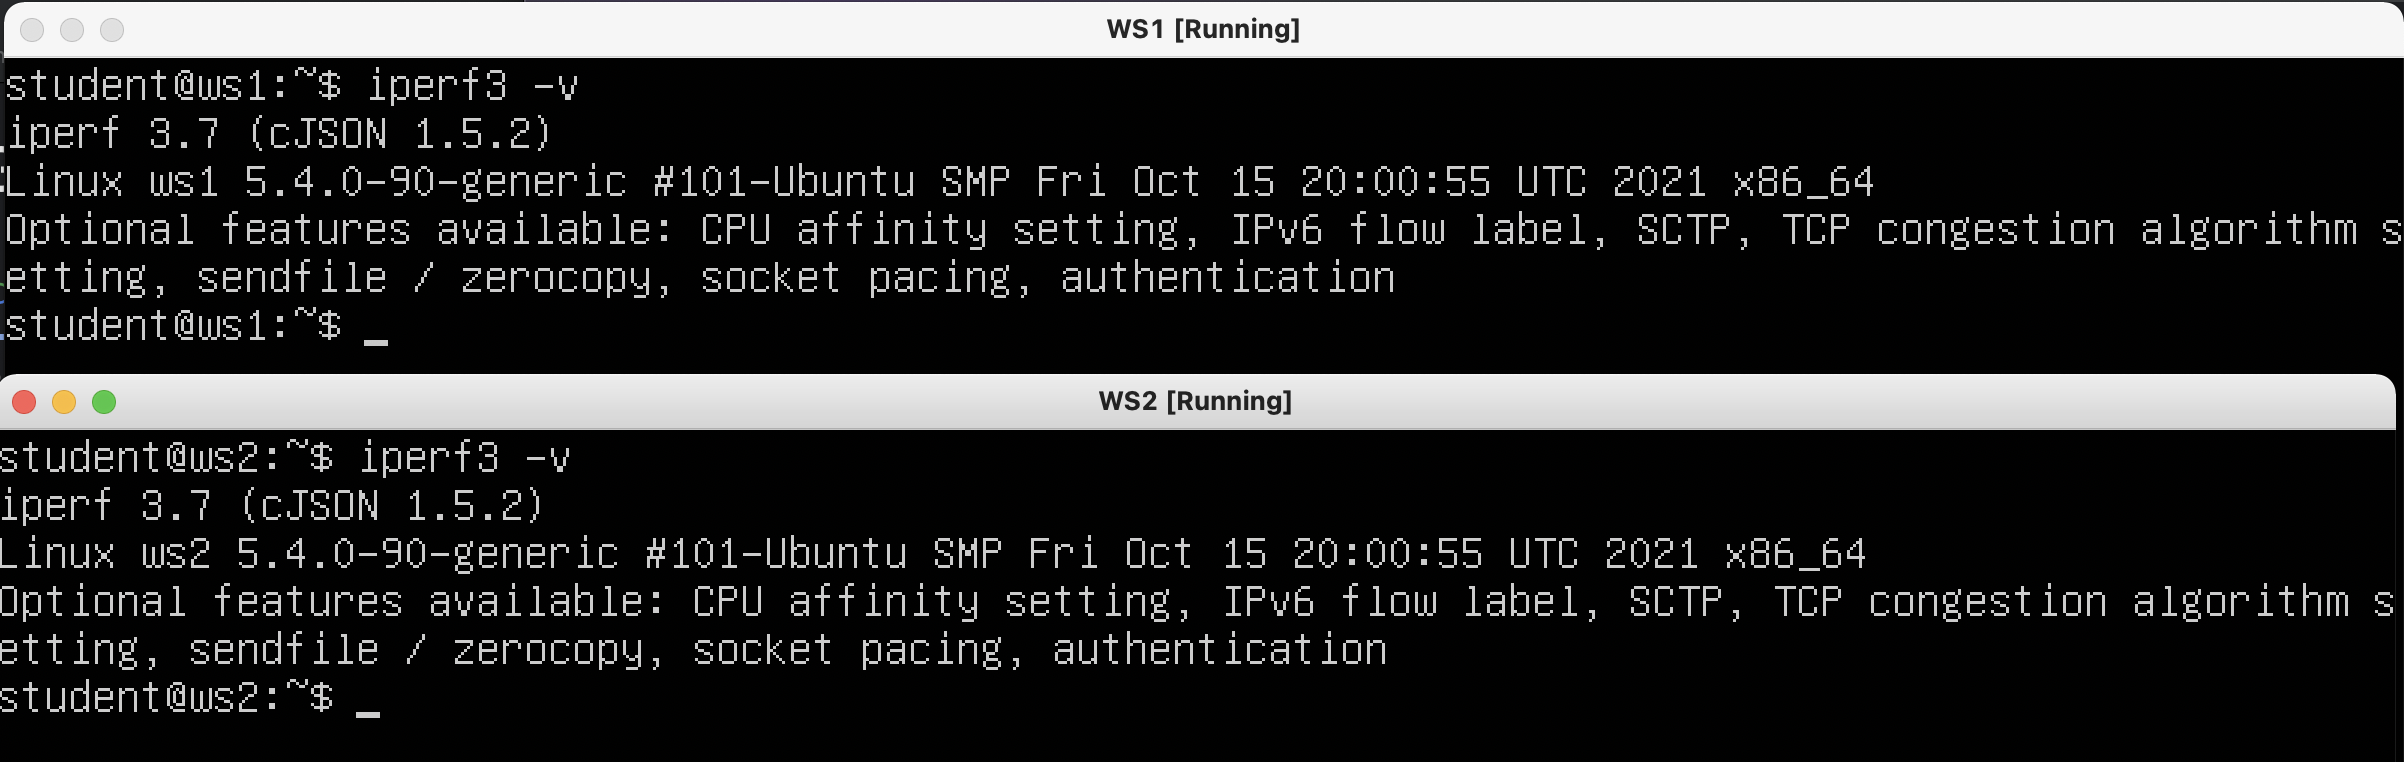 WS1 [Running]
student@ws1:~$ iperf3 -v
iperf 3.7 (cJSON 1.5.2)
Linux ws1 5.4.0-90-generic #101-Ubuntu SMP Fri Oct 15 20:00:55 UTC 2021 x86_64
Optional features available: CPU affinity setting, IPv6 flow label, SCTP, TCP congestion algorithm s
etting, sendfile / zerocopy, socket pacing, authentication
student@ws1:~$ _
WS2 [Running]
student@ws2:~$ iperf3 -v
iperf 3.7 (cJSON 1.5.2)
Linux ws2 5.4.0-90-generic #101-Ubuntu SMP Fri Oct 15 20:00:55 UTC 2021 x86_64
Optional features available: CPU affinity setting, IPv6 flow label, SCTP, TCP congestion algorithm s
etting, sendfile / zerocopy, socket pacing, authentication
student@ws2:~$ _